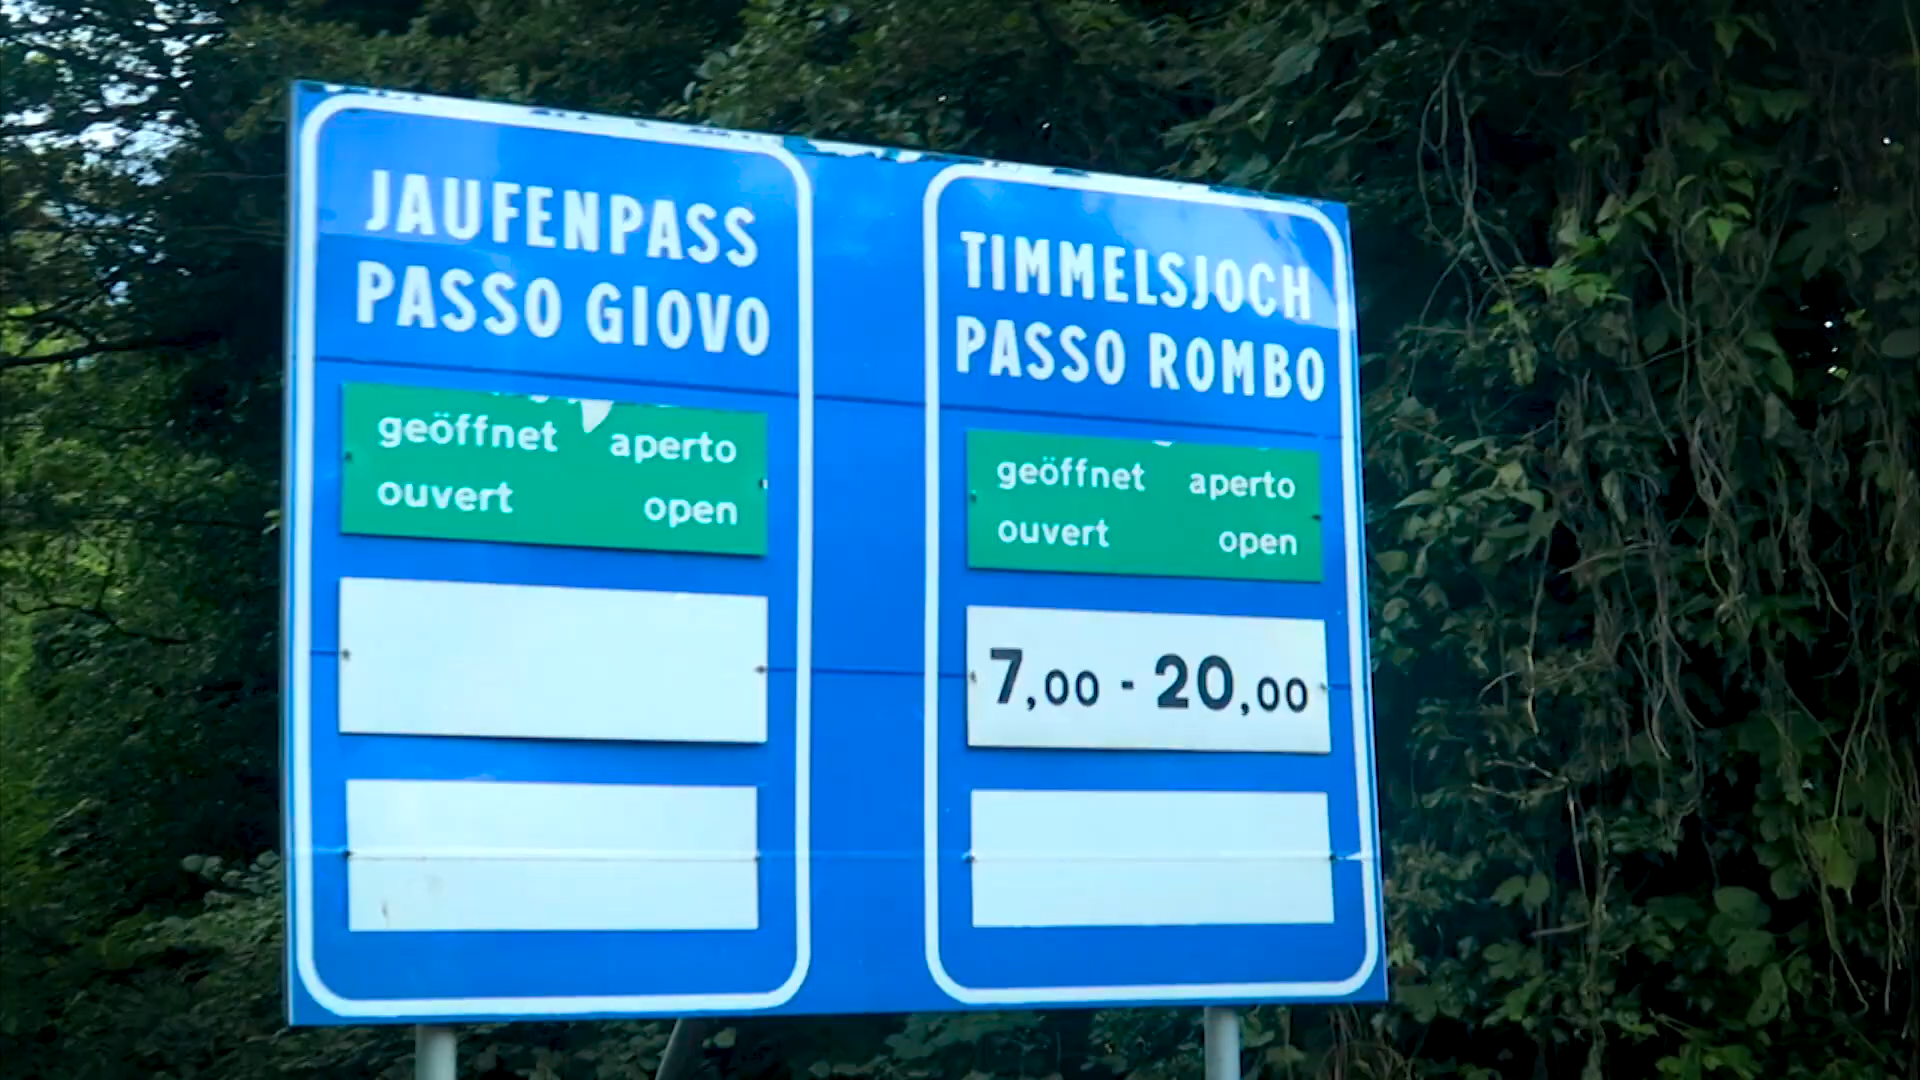 JAUFENPASS
PASSO GIOVO
geöffnet aperto
ouvert open
TIMMELSJOCH
PASSO ROMBO
geöffnet aperto
ouvert open
7,00 - 20,00